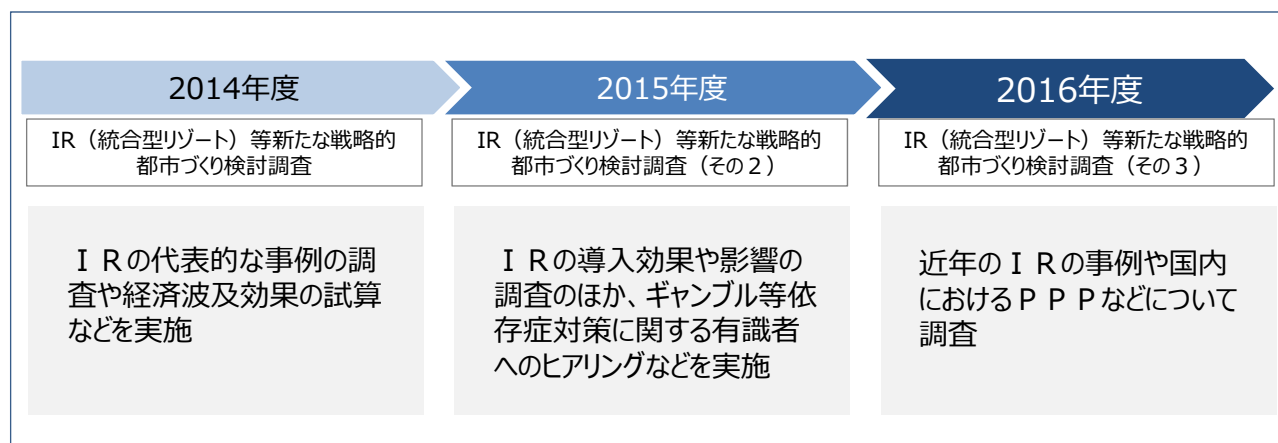 2014年度
IR（統合型リゾート）等新たな戦略的
都市づくり検討調査
ＩＲの代表的な事例の調
査や経済波及効果の試算
などを実施
2015年度
IR（統合型リゾート）等新たな戦略的
都市づくり検討調査（その２）
ＩＲの導入効果や影響の
調査のほか、ギャンブル等依
存症対策に関する有識者
へのヒアリングなどを実施
2016年度
IR（統合型リゾート）等新たな戦略的
都市づくり検討調査（その３）
近年のＩＲの事例や国内
におけるＰＰＰなどについて
調査